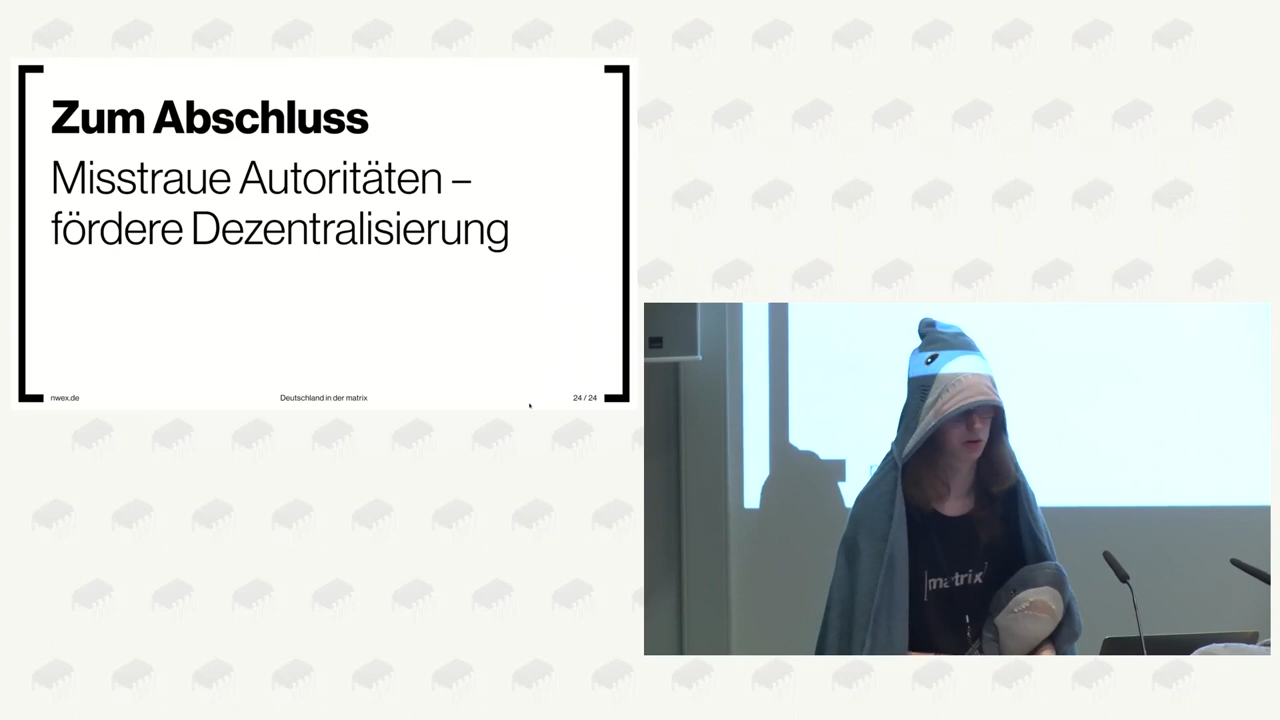 Zum Abschluss
Misstraue Autoritäten –
fördere Dezentralisierung
nwex.de
Deutschland in der matrix
24 / 24
[matrix]